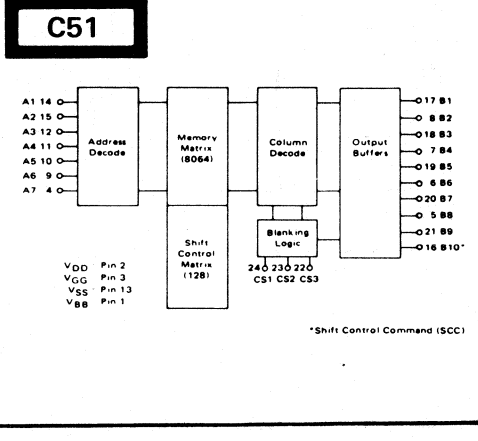 C51
A1 14
A2 15
A3 12
A4 11
A5 10
A6 9
A7 4
Address
Decode
Memory
Matrix
(8064)
Column
Decode
Output
Buffers
17 B1
8 B2
18 B3
7 B4
19 B5
6 B6
20 B7
5 B8
21 B9
16 B10*
Shift
Control
Matrix
(128)
Blanking
Logic
24 23 22
CS1 CS2 CS3
VDD Pin 2
VGG Pin 3
VSS Pin 13
VBB Pin 1
*Shift Control Command (SCC)